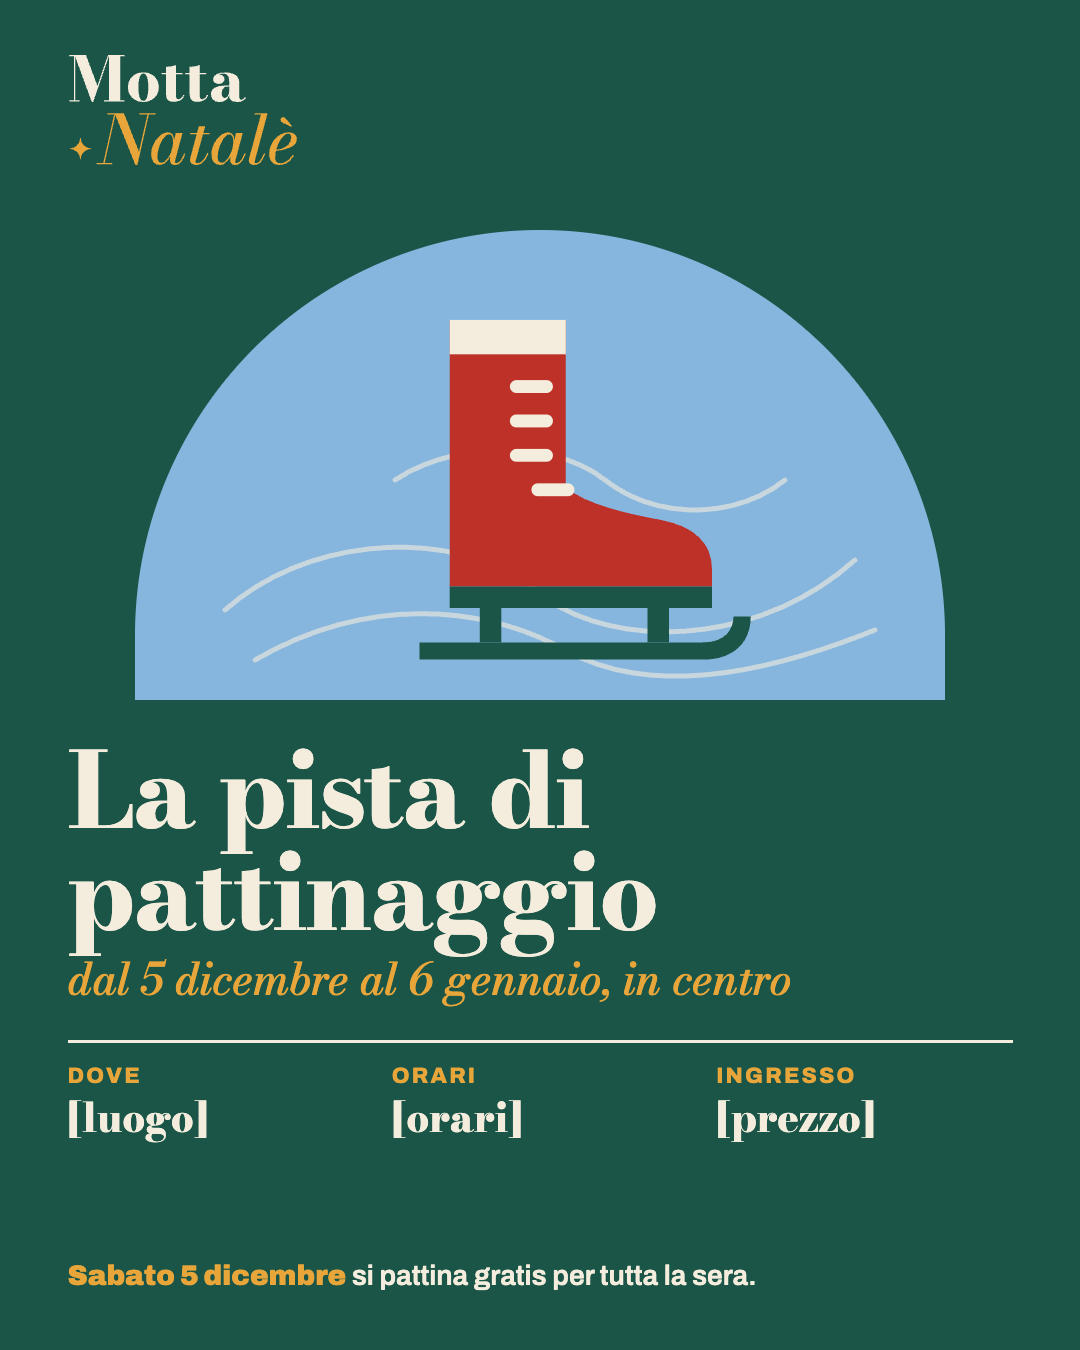 Motta
Natalè
La pista di
pattinaggio
dal 5 dicembre al 6 gennaio, in centro
DOVE
[luogo]
ORARI
[orari]
INGRESSO
[prezzo]
Sabato 5 dicembre si pattina gratis per tutta la sera.